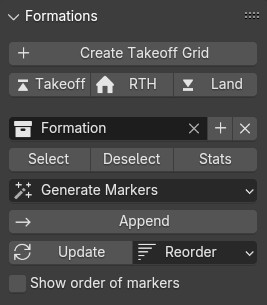 Formations
Create Takeoff Grid
Takeoff RTH Land
Formation
Select Deselect Stats
Generate Markers
Append
Update Reorder
Show order of markers